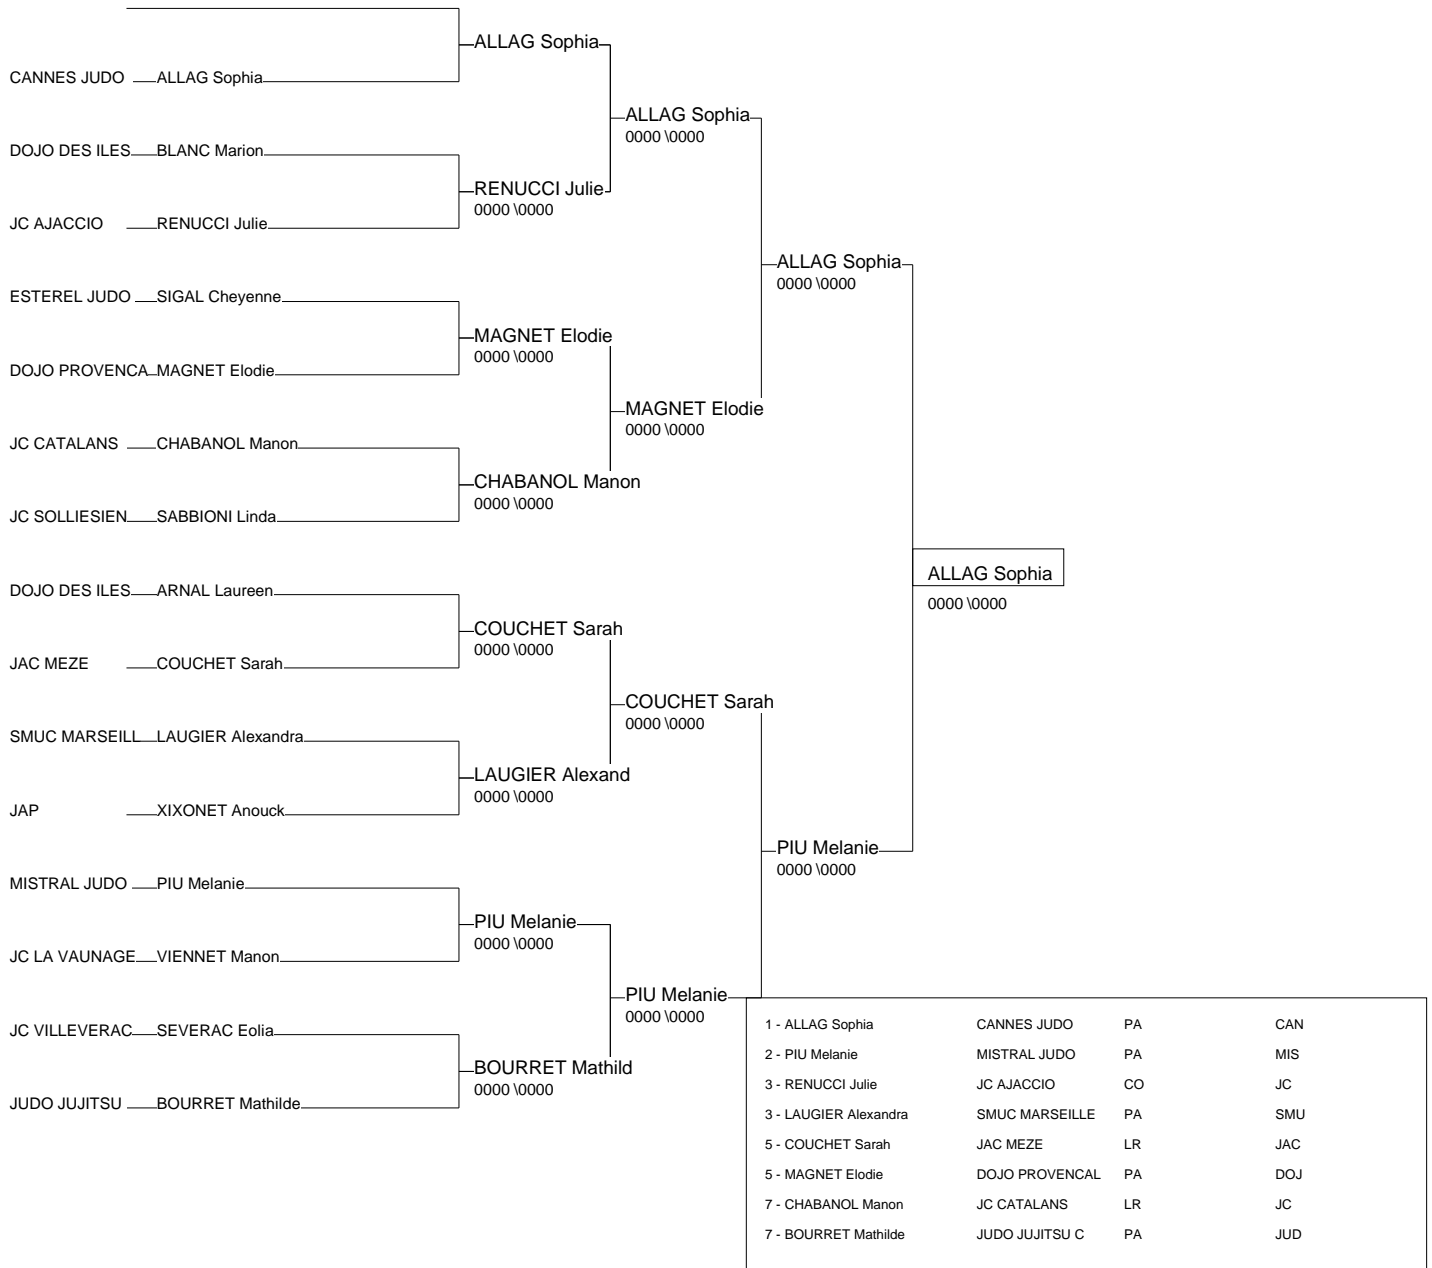 ALLAG Sophia
CANNES JUDO ALLAG Sophia
ALLAG Sophia
0000 \0000
DOJO DES ILES BLANC Marion
RENUCCI Julie
0000 \0000
JC AJACCIO RENUCCI Julie
ALLAG Sophia
0000 \0000
ESTEREL JUDO SIGAL Cheyenne
MAGNET Elodie
0000 \0000
DOJO PROVENCA MAGNET Elodie
MAGNET Elodie
0000 \0000
JC CATALANS CHABANOL Manon
CHABANOL Manon
0000 \0000
JC SOLLIESIEN SABBIONI Linda
ALLAG Sophia
0000 \0000
DOJO DES ILES ARNAL Laureen
COUCHET Sarah
0000 \0000
JAC MEZE COUCHET Sarah
COUCHET Sarah
0000 \0000
SMUC MARSEILL LAUGIER Alexandra
LAUGIER Alexand
0000 \0000
JAP XIXONET Anouck
PIU Melanie
0000 \0000
MISTRAL JUDO PIU Melanie
PIU Melanie
0000 \0000
JC LA VAUNAGE VIENNET Manon
PIU Melanie
0000 \0000
JC VILLEVERAC SEVERAC Eolia
BOURRET Mathild
0000 \0000
JUDO JUJITSU BOURRET Mathilde
1 - ALLAG Sophia CANNES JUDO PA CAN
2 - PIU Melanie MISTRAL JUDO PA MIS
3 - RENUCCI Julie JC AJACCIO CO JC
3 - LAUGIER Alexandra SMUC MARSEILLE PA SMU
5 - COUCHET Sarah JAC MEZE LR JAC
5 - MAGNET Elodie DOJO PROVENCAL PA DOJ
7 - CHABANOL Manon JC CATALANS LR JC
7 - BOURRET Mathilde JUDO JUJITSU C PA JUD